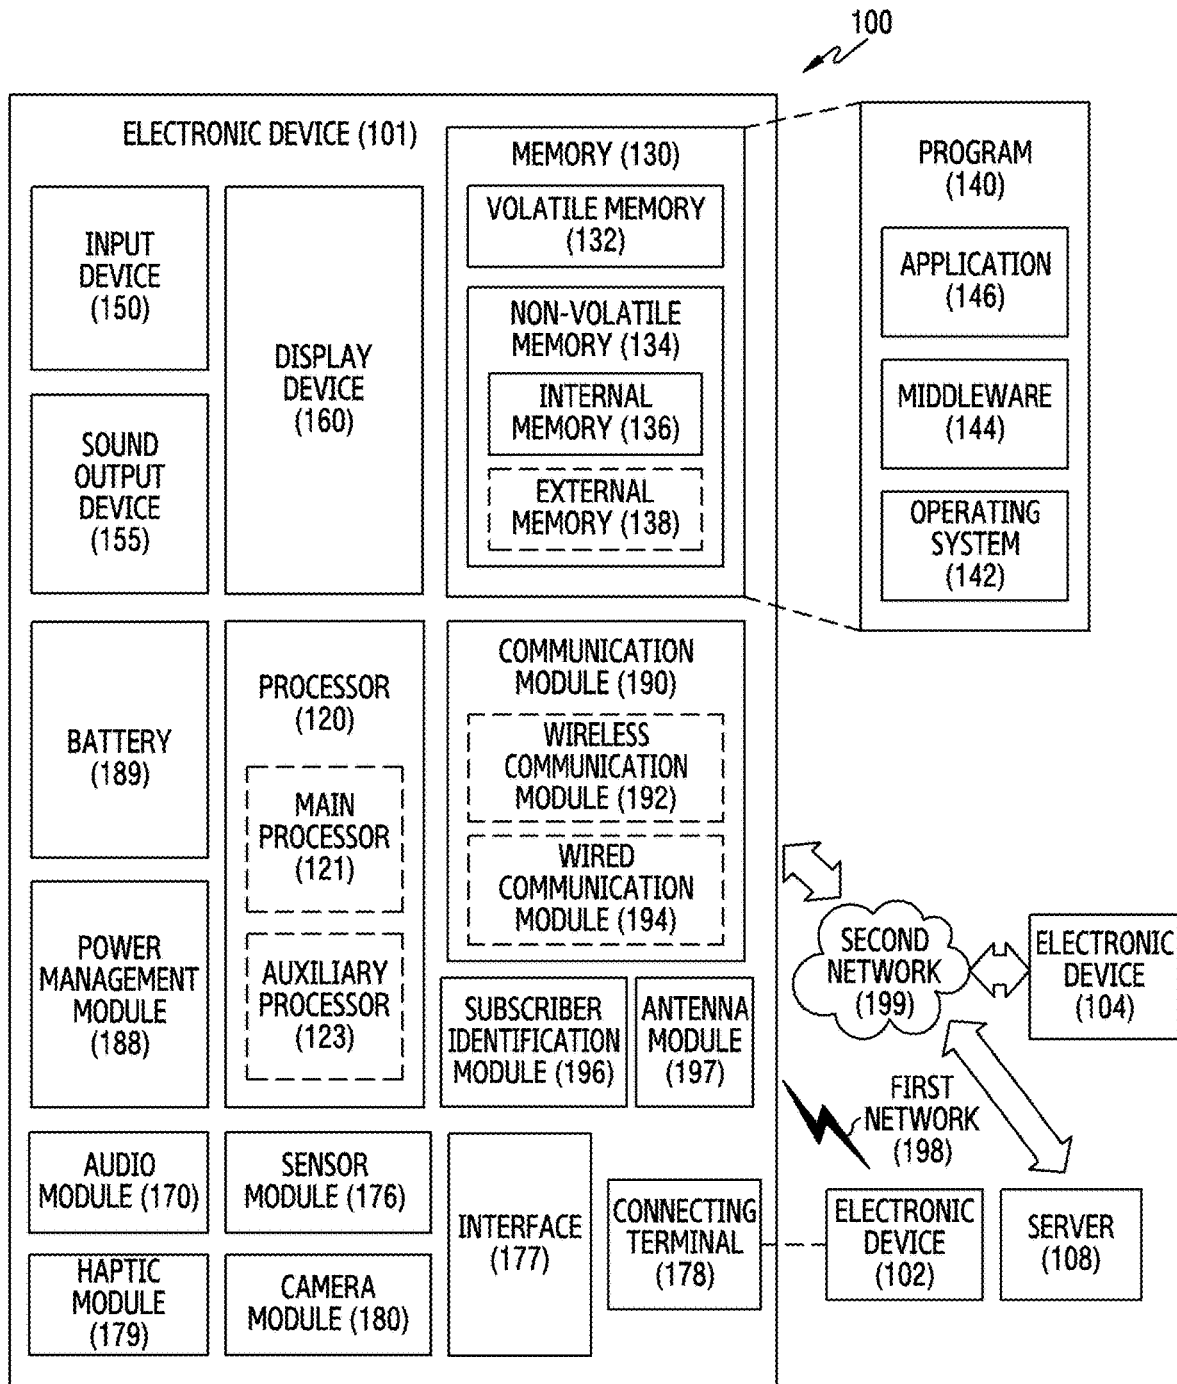 100
ELECTRONIC DEVICE (101)
INPUT
DEVICE
(150)
SOUND
OUTPUT
DEVICE
(155)
DISPLAY
DEVICE
(160)
MEMORY (130)
VOLATILE MEMORY
(132)
NON-VOLATILE
MEMORY (134)
INTERNAL
MEMORY (136)
EXTERNAL
MEMORY (138)
PROGRAM
(140)
APPLICATION
(146)
MIDDLEWARE
(144)
OPERATING
SYSTEM
(142)
BATTERY
(189)
POWER
MANAGEMENT
MODULE
(188)
PROCESSOR
(120)
MAIN
PROCESSOR
(121)
AUXILIARY
PROCESSOR
(123)
COMMUNICATION
MODULE (190)
WIRELESS
COMMUNICATION
MODULE (192)
WIRED
COMMUNICATION
MODULE (194)
SUBSCRIBER
IDENTIFICATION
MODULE (196)
ANTENNA
MODULE
(197)
SECOND
NETWORK
(199)
ELECTRONIC
DEVICE
(104)
FIRST
NETWORK
(198)
AUDIO
MODULE (170)
SENSOR
MODULE (176)
HAPTIC
MODULE
(179)
CAMERA
MODULE (180)
INTERFACE
(177)
CONNECTING
TERMINAL
(178)
ELECTRONIC
DEVICE
(102)
SERVER
(108)